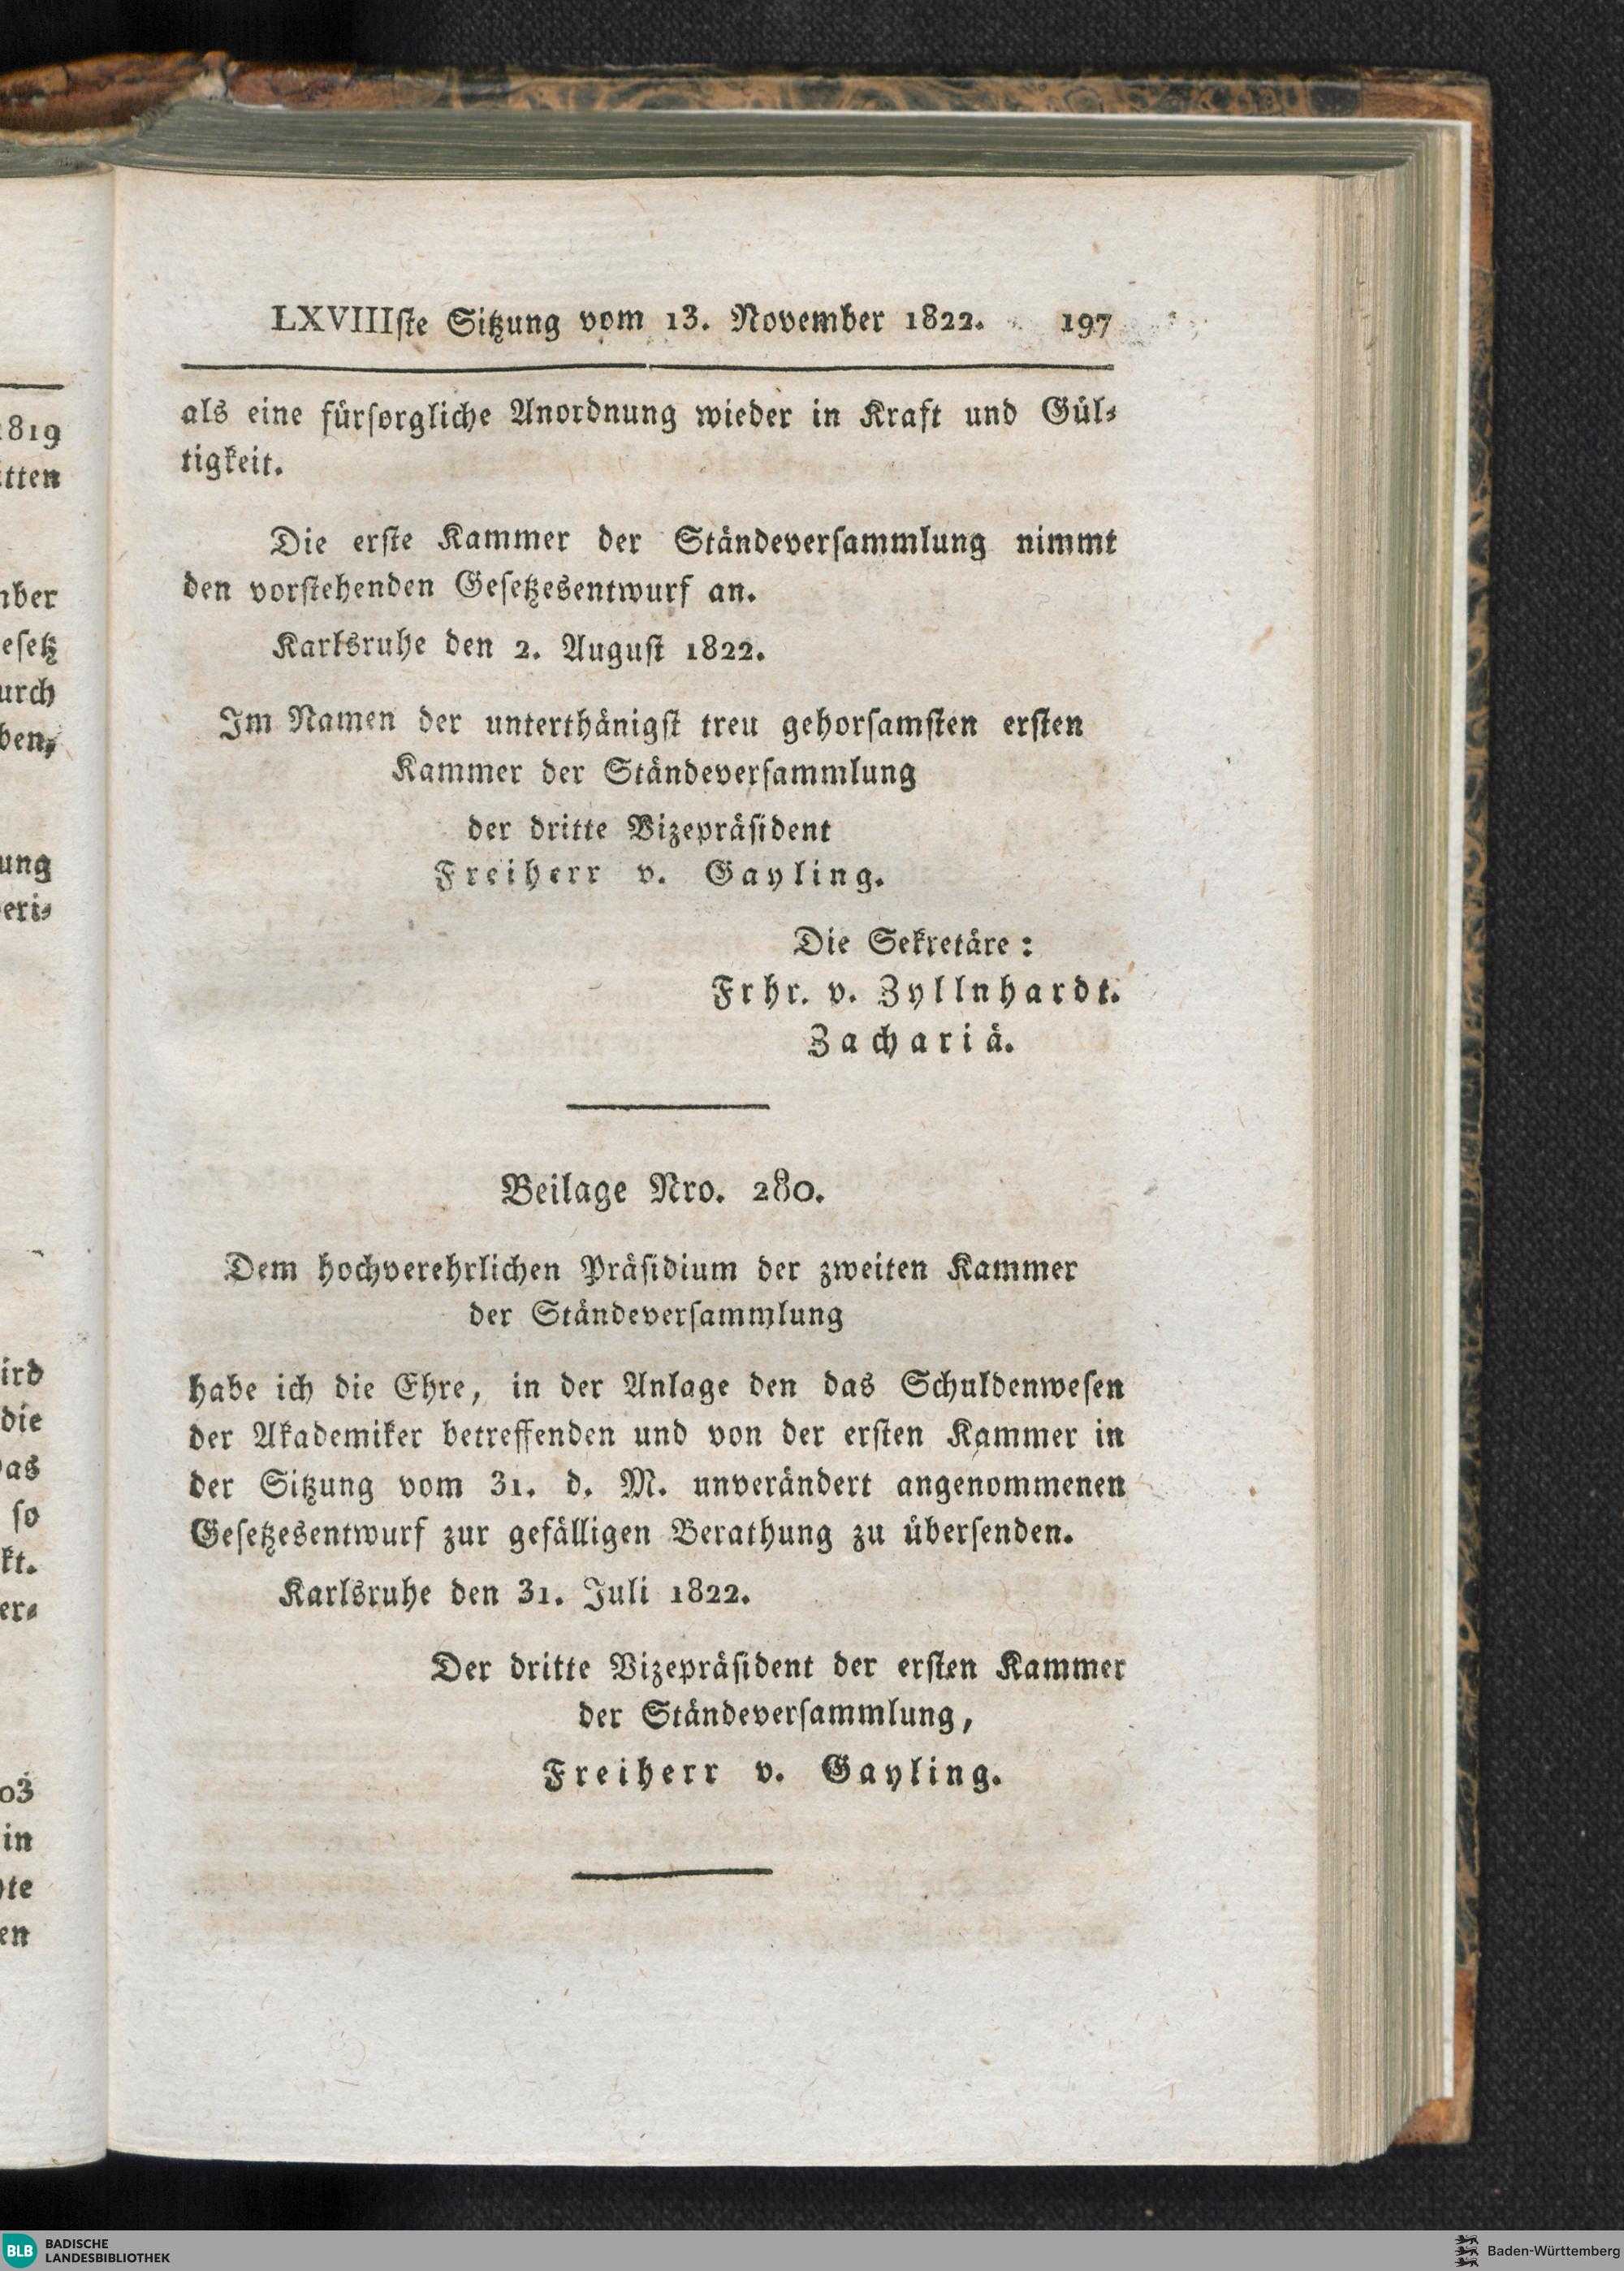 LXVIIIste Sitzung vom 13. November 1822. 197
als eine fürsorgliche Anordnung wieder in Kraft und Gül-
tigkeit.
Die erste Kammer der Ständeversammlung nimmt
den vorstehenden Gesetzesentwurf an.
Karlsruhe den 2. August 1822.
Im Namen der unterthänigst treu gehorsamsten ersten
Kammer der Ständeversammlung
der dritte Vizepräsident
Freiherr v. Gayling.
Die Sekretäre:
Frhr. v. Zyllnhardt.
Zachariä.
Beilage Nro. 280.
Dem hochverehrlichen Präsidium der zweiten Kammer
der Ständeversammlung
habe ich die Ehre, in der Anlage den das Schuldenwesen
der Akademiker betreffenden und von der ersten Kammer in
der Sitzung vom 31. d. M. unverändert angenommenen
Gesetzesentwurf zur gefälligen Berathung zu übersenden.
Karlsruhe den 31. Juli 1822.
Der dritte Vizepräsident der ersten Kammer
der Ständeversammlung,
Freiherr v. Gayling.
BLB BADISCHE
LANDESBIBLIOTHEK
Baden-Württemberg